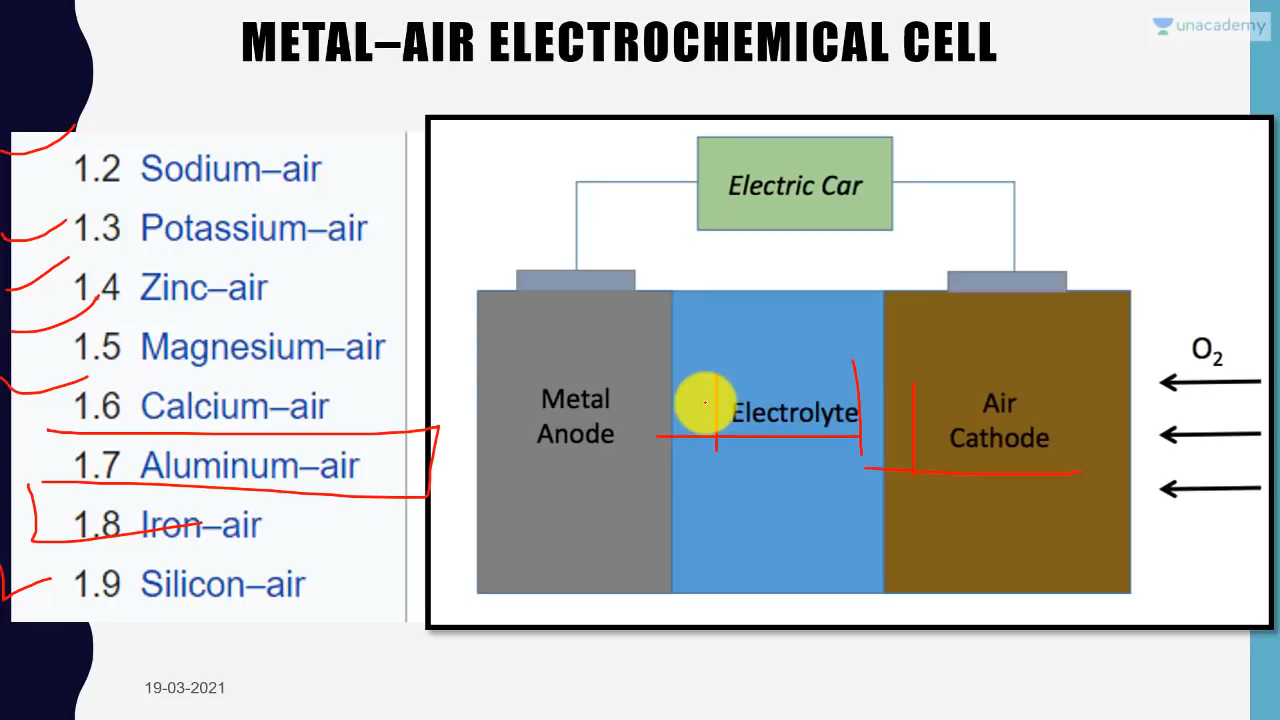 METAL–AIR ELECTROCHEMICAL CELL
unacademy
1.2 Sodium–air
1.3 Potassium–air
1.4 Zinc–air
1.5 Magnesium–air
1.6 Calcium–air
1.7 Aluminum–air
1.8 Iron–air
1.9 Silicon–air
Electric Car
Metal
Anode
Electrolyte
Air
Cathode
O₂
19-03-2021